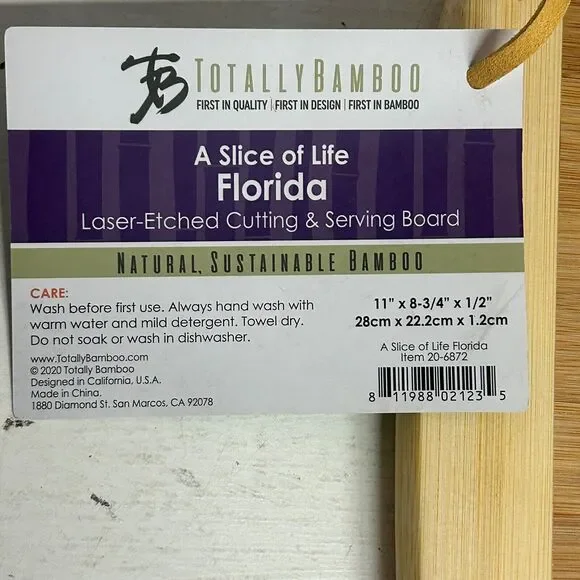 TB TOTALLY BAMBOO
FIRST IN QUALITY | FIRST IN DESIGN | FIRST IN BAMBOO
A Slice of Life
Florida
Laser-Etched Cutting & Serving Board
NATURAL, SUSTAINABLE BAMBOO
CARE:
Wash before first use. Always hand wash with
warm water and mild detergent. Towel dry.
Do not soak or wash in dishwasher.
www.TotallyBamboo.com
© 2020 Totally Bamboo
Designed in California, U.S.A.
Made in China.
1880 Diamond St. San Marcos, CA 92078
11" x 8-3/4" x 1/2"
28cm x 22.2cm x 1.2cm
A Slice of Life Florida
Item 20-6872
8 11988 02123 5